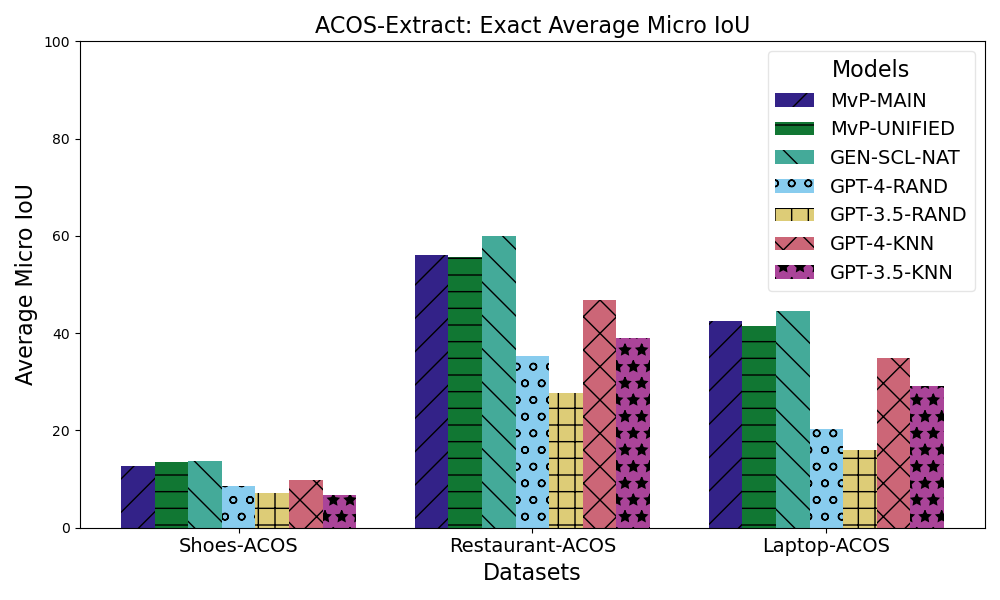 ACOS-Extract: Exact Average Micro IoU
Average Micro IoU
100
80
60
40
20
0
Models
MvP-MAIN
MvP-UNIFIED
GEN-SCL-NAT
GPT-4-RAND
GPT-3.5-RAND
GPT-4-KNN
GPT-3.5-KNN
Shoes-ACOS Restaurant-ACOS Laptop-ACOS
Datasets